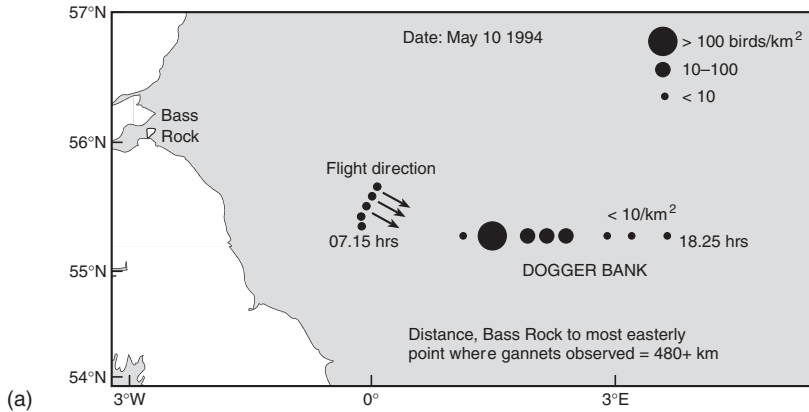 57°N
Date: May 10 1994
> 100 birds/km²
10–100
< 10
Bass
Rock
56°N
Flight direction
< 10/km²
07.15 hrs
18.25 hrs
55°N
DOGGER BANK
Distance, Bass Rock to most easterly
point where gannets observed = 480+ km
54°N
(a)
3°W
0°
3°E